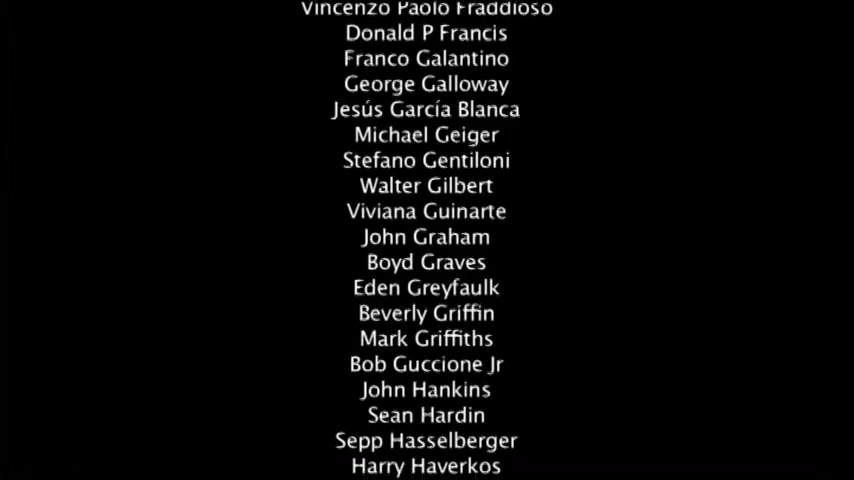 Vincenzo Paolo Fraddioso
Donald P Francis
Franco Galantino
George Galloway
Jesús García Blanca
Michael Geiger
Stefano Gentiloni
Walter Gilbert
Viviana Guinarte
John Graham
Boyd Graves
Eden Greyfaulk
Beverly Griffin
Mark Griffiths
Bob Guccione Jr
John Hankins
Sean Hardin
Sepp Hasselberger
Harry Haverkos